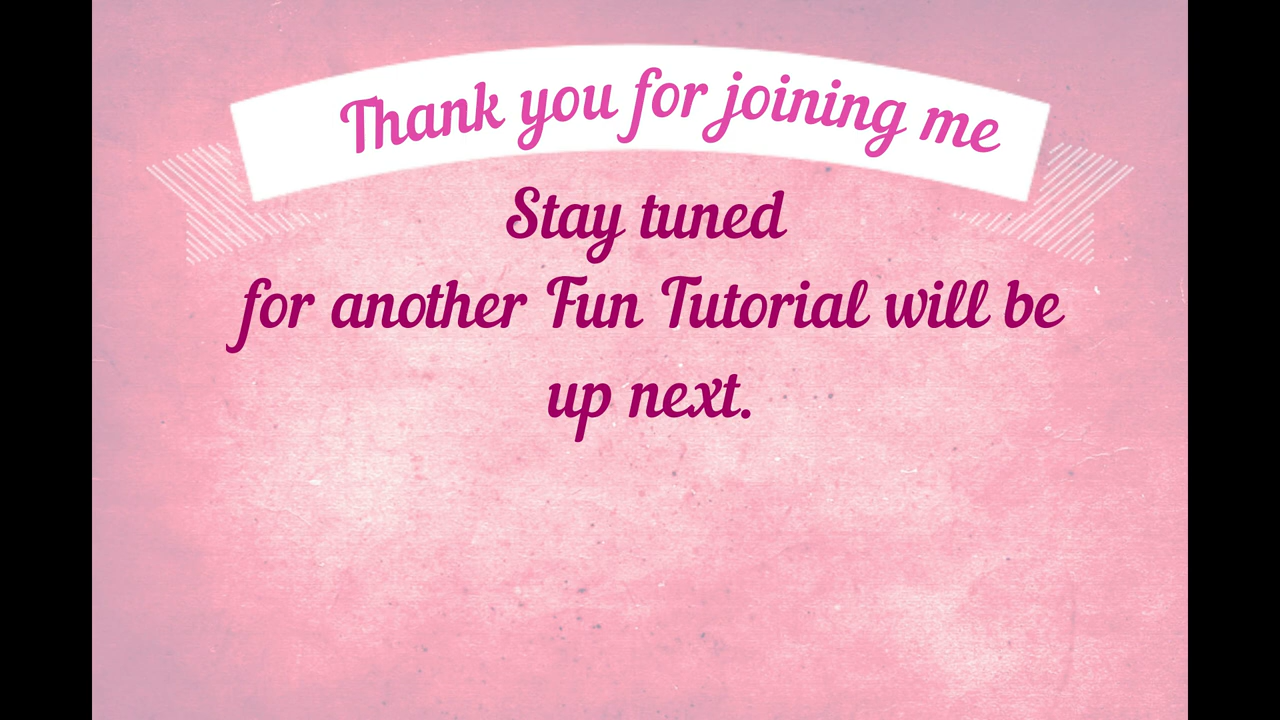 Thank you for joining me
Stay tuned
for another Fun Tutorial will be
up next.